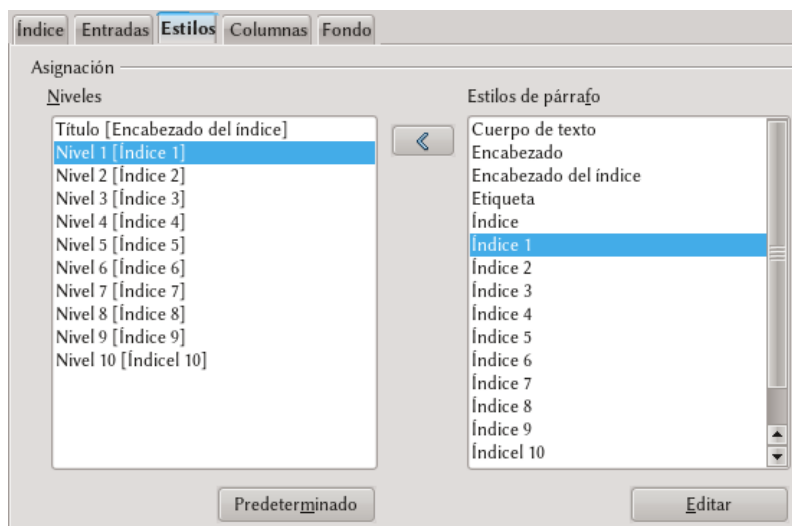 Índice Entradas Estilos Columnas Fondo
Asignación
Niveles
Título [Encabezado del índice]
Nivel 1 [Índice 1]
Nivel 2 [Índice 2]
Nivel 3 [Índice 3]
Nivel 4 [Índice 4]
Nivel 5 [Índice 5]
Nivel 6 [Índice 6]
Nivel 7 [Índice 7]
Nivel 8 [Índice 8]
Nivel 9 [Índice 9]
Nivel 10 [Índicel 10]
Estilos de párrafo
Cuerpo de texto
Encabezado
Encabezado del índice
Etiqueta
Índice
Índice 1
Índice 2
Índice 3
Índice 4
Índice 5
Índice 6
Índice 7
Índice 8
Índice 9
Índicel 10
Predeterminado
Editar